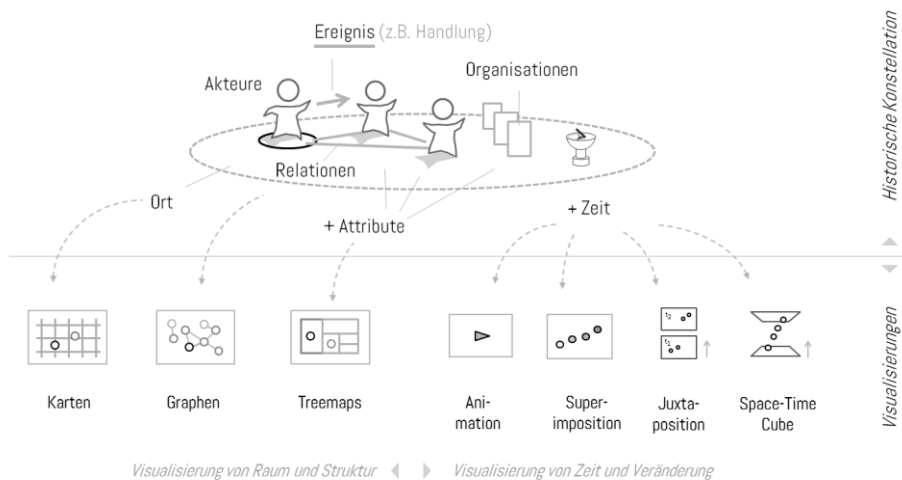 Ereignis (z.B. Handlung)
Organisationen
Akteure
Relationen
Ort
+ Attribute
+ Zeit
Historische Konstellation
Karten
Graphen
Treemaps
Ani-
mation
Super-
imposition
Juxta-
position
Space-Time
Cube
Visualisierungen
Visualisierung von Raum und Struktur
Visualisierung von Zeit und Veränderung